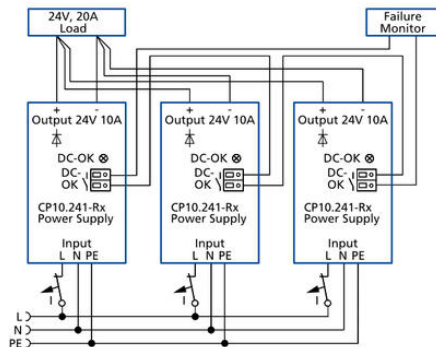 24V, 20A
Load
Failure
Monitor
+ -
Output 24V 10A
DC-OK
DC-
OK
I
CP10.241-Rx
Power Supply
Input
L N PE
I
+ -
Output 24V 10A
DC-OK
DC-
OK
I
CP10.241-Rx
Power Supply
Input
L N PE
I
+ -
Output 24V 10A
DC-OK
DC-
OK
I
CP10.241-Rx
Power Supply
Input
L N PE
I
L
N
PE